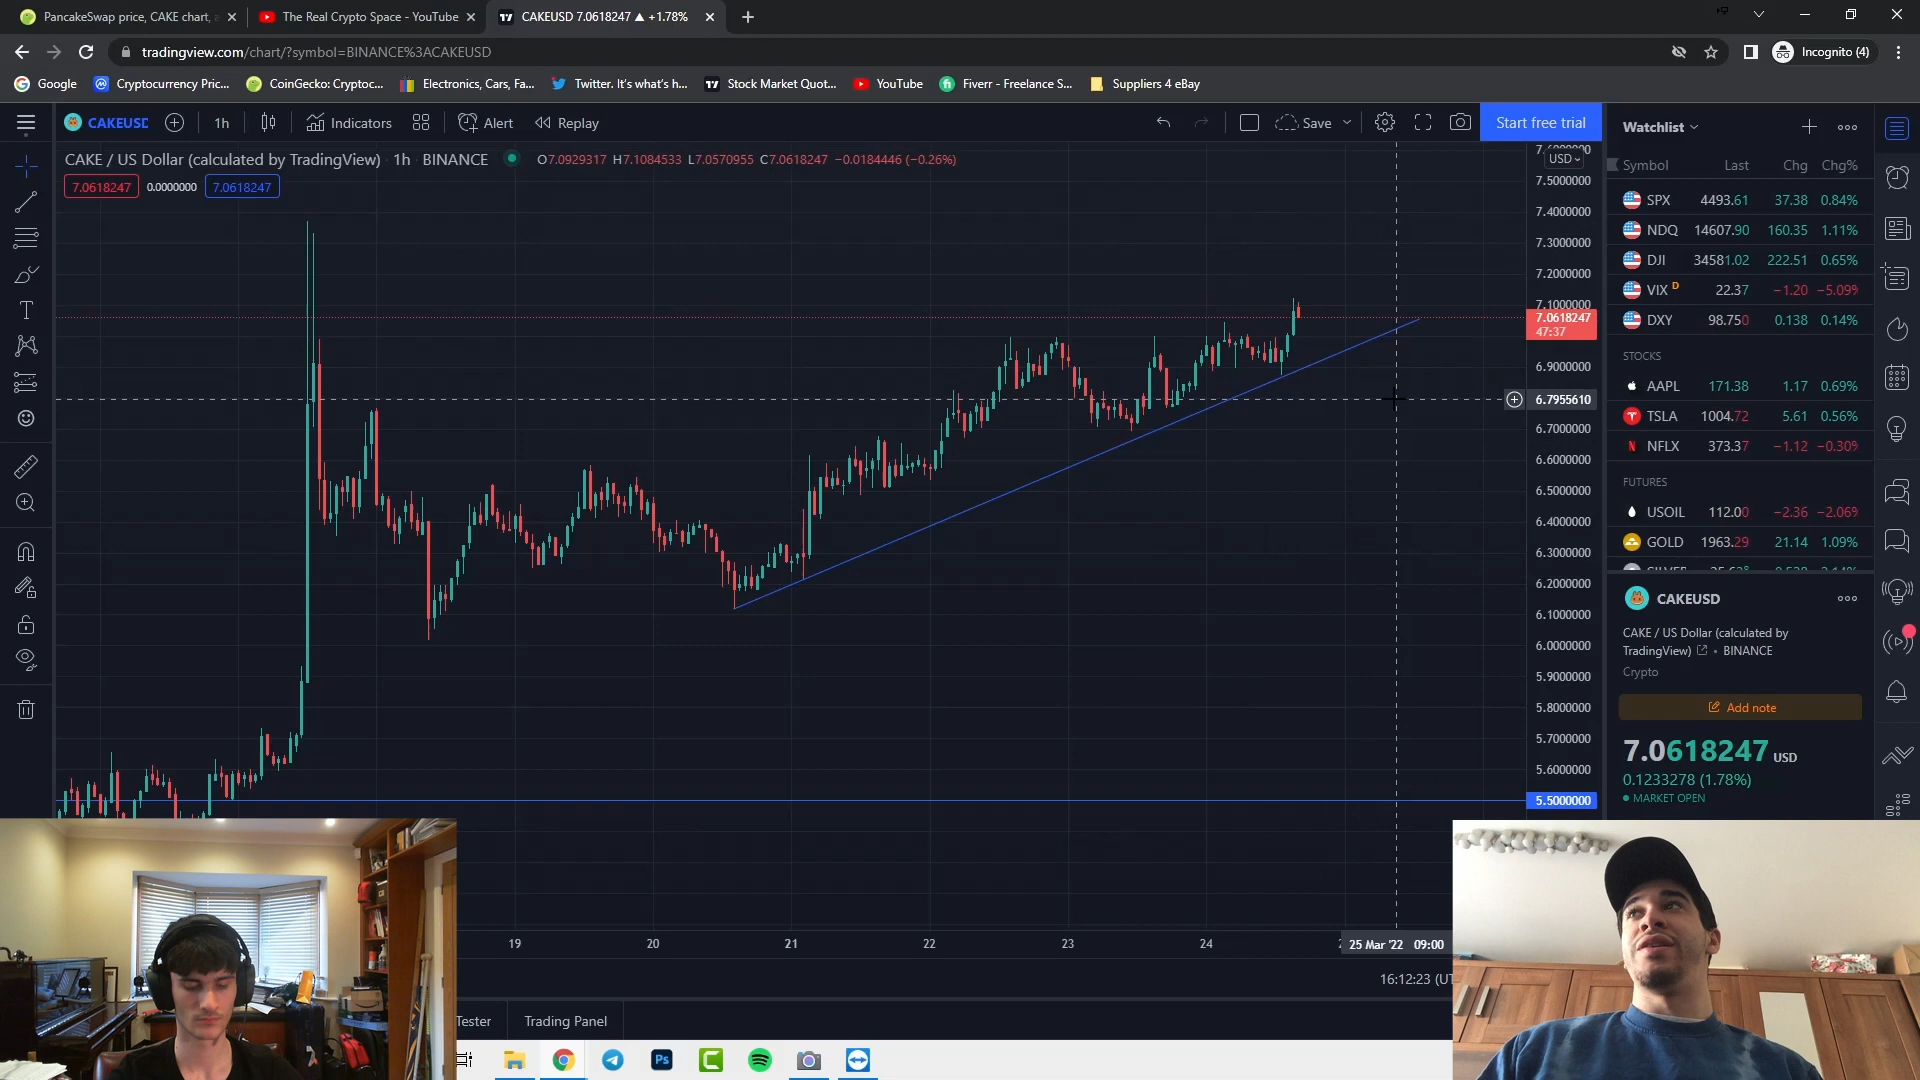 PancakeSwap price, CAKE chart,
The Real Crypto Space - YouTube
CAKEUSD 7.0618247 ▲ +1.78%
tradingview.com/chart/?symbol=BINANCE%3ACAKEUSD
Incognito (4)
Google
Cryptocurrency Pric...
CoinGecko: Cryptoc...
Electronics, Cars, Fa...
Twitter. It's what's h...
Stock Market Quot...
YouTube
Fiverr - Freelance S...
Suppliers 4 eBay
CAKEUSD
1h
Indicators
Alert
Replay
Save
Start free trial
CAKE / US Dollar (calculated by TradingView) · 1h · BINANCE
O7.0929317 H7.1084533 L7.0570955 C7.0618247 −0.0184446 (−0.26%)
7.0618247 0.0000000 7.0618247
USD
7.5000000
7.4000000
7.3000000
7.2000000
7.1000000
7.0618247
47:37
6.9000000
6.7955610
6.7000000
6.6000000
6.5000000
6.4000000
6.3000000
6.2000000
6.1000000
6.0000000
5.9000000
5.8000000
5.7000000
5.6000000
5.5000000
19 20 21 22 23 24
25 Mar '22 09:00
16:12:23 (UT
Tester
Trading Panel
Watchlist
Symbol Last Chg Chg%
SPX 4493.61 37.38 0.84%
NDQ 14607.90 160.35 1.11%
DJI 34581.02 222.51 0.65%
VIX D 22.37 −1.20 −5.09%
DXY 98.750 0.138 0.14%
STOCKS
AAPL 171.38 1.17 0.69%
TSLA 1004.72 5.61 0.56%
NFLX 373.37 −1.12 −0.30%
FUTURES
USOIL 112.00 −2.36 −2.06%
GOLD 1963.29 21.14 1.09%
CAKEUSD
CAKE / US Dollar (calculated by
TradingView) • BINANCE
Crypto
Add note
7.0618247 USD
0.1233278 (1.78%)
MARKET OPEN
Ps